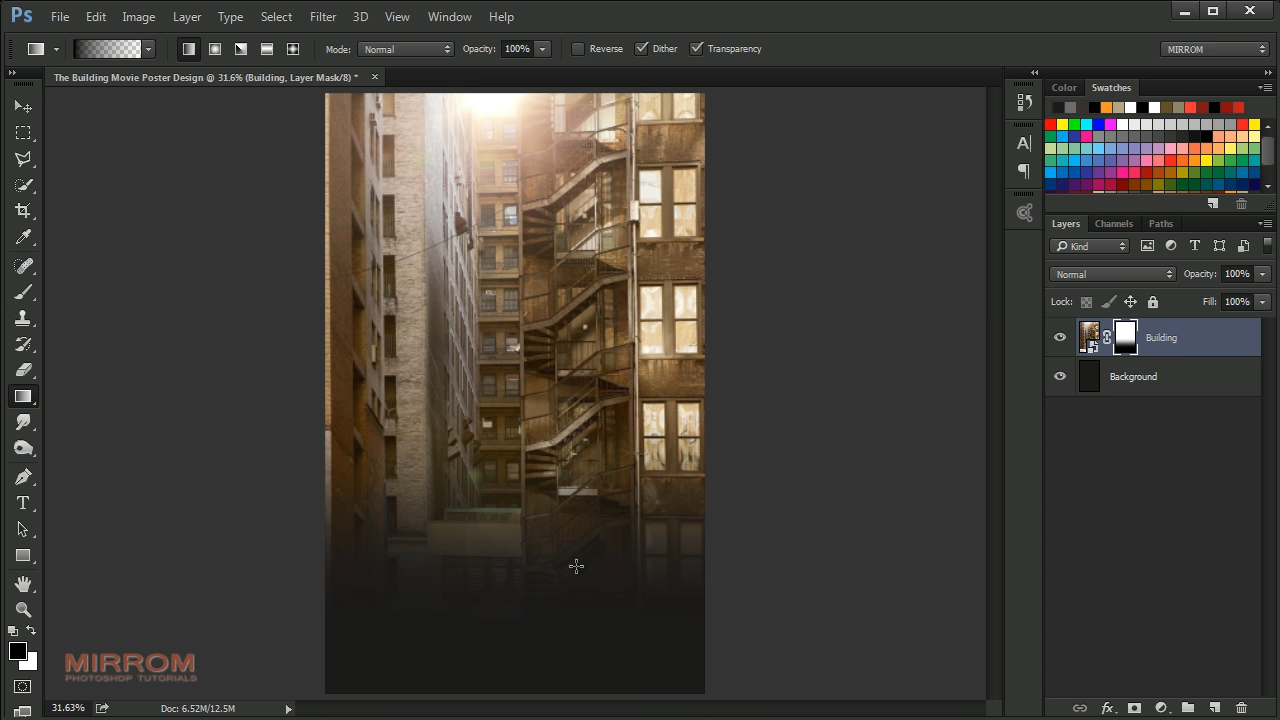 Ps File Edit Image Layer Type Select Filter 3D View Window Help
Mode: Normal Opacity: 100% Reverse Dither Transparency MIRROM
The Building Movie Poster Design @ 31.6% (Building, Layer Mask/8) * ×
Color Swatches
A
T
Layers Channels Paths
Kind T
Normal Opacity: 100%
Lock: Fill: 100%
Building
Background
MIRROM
PHOTOSHOP TUTORIALS
31.63% Doc: 6.52M/12.5M
fx